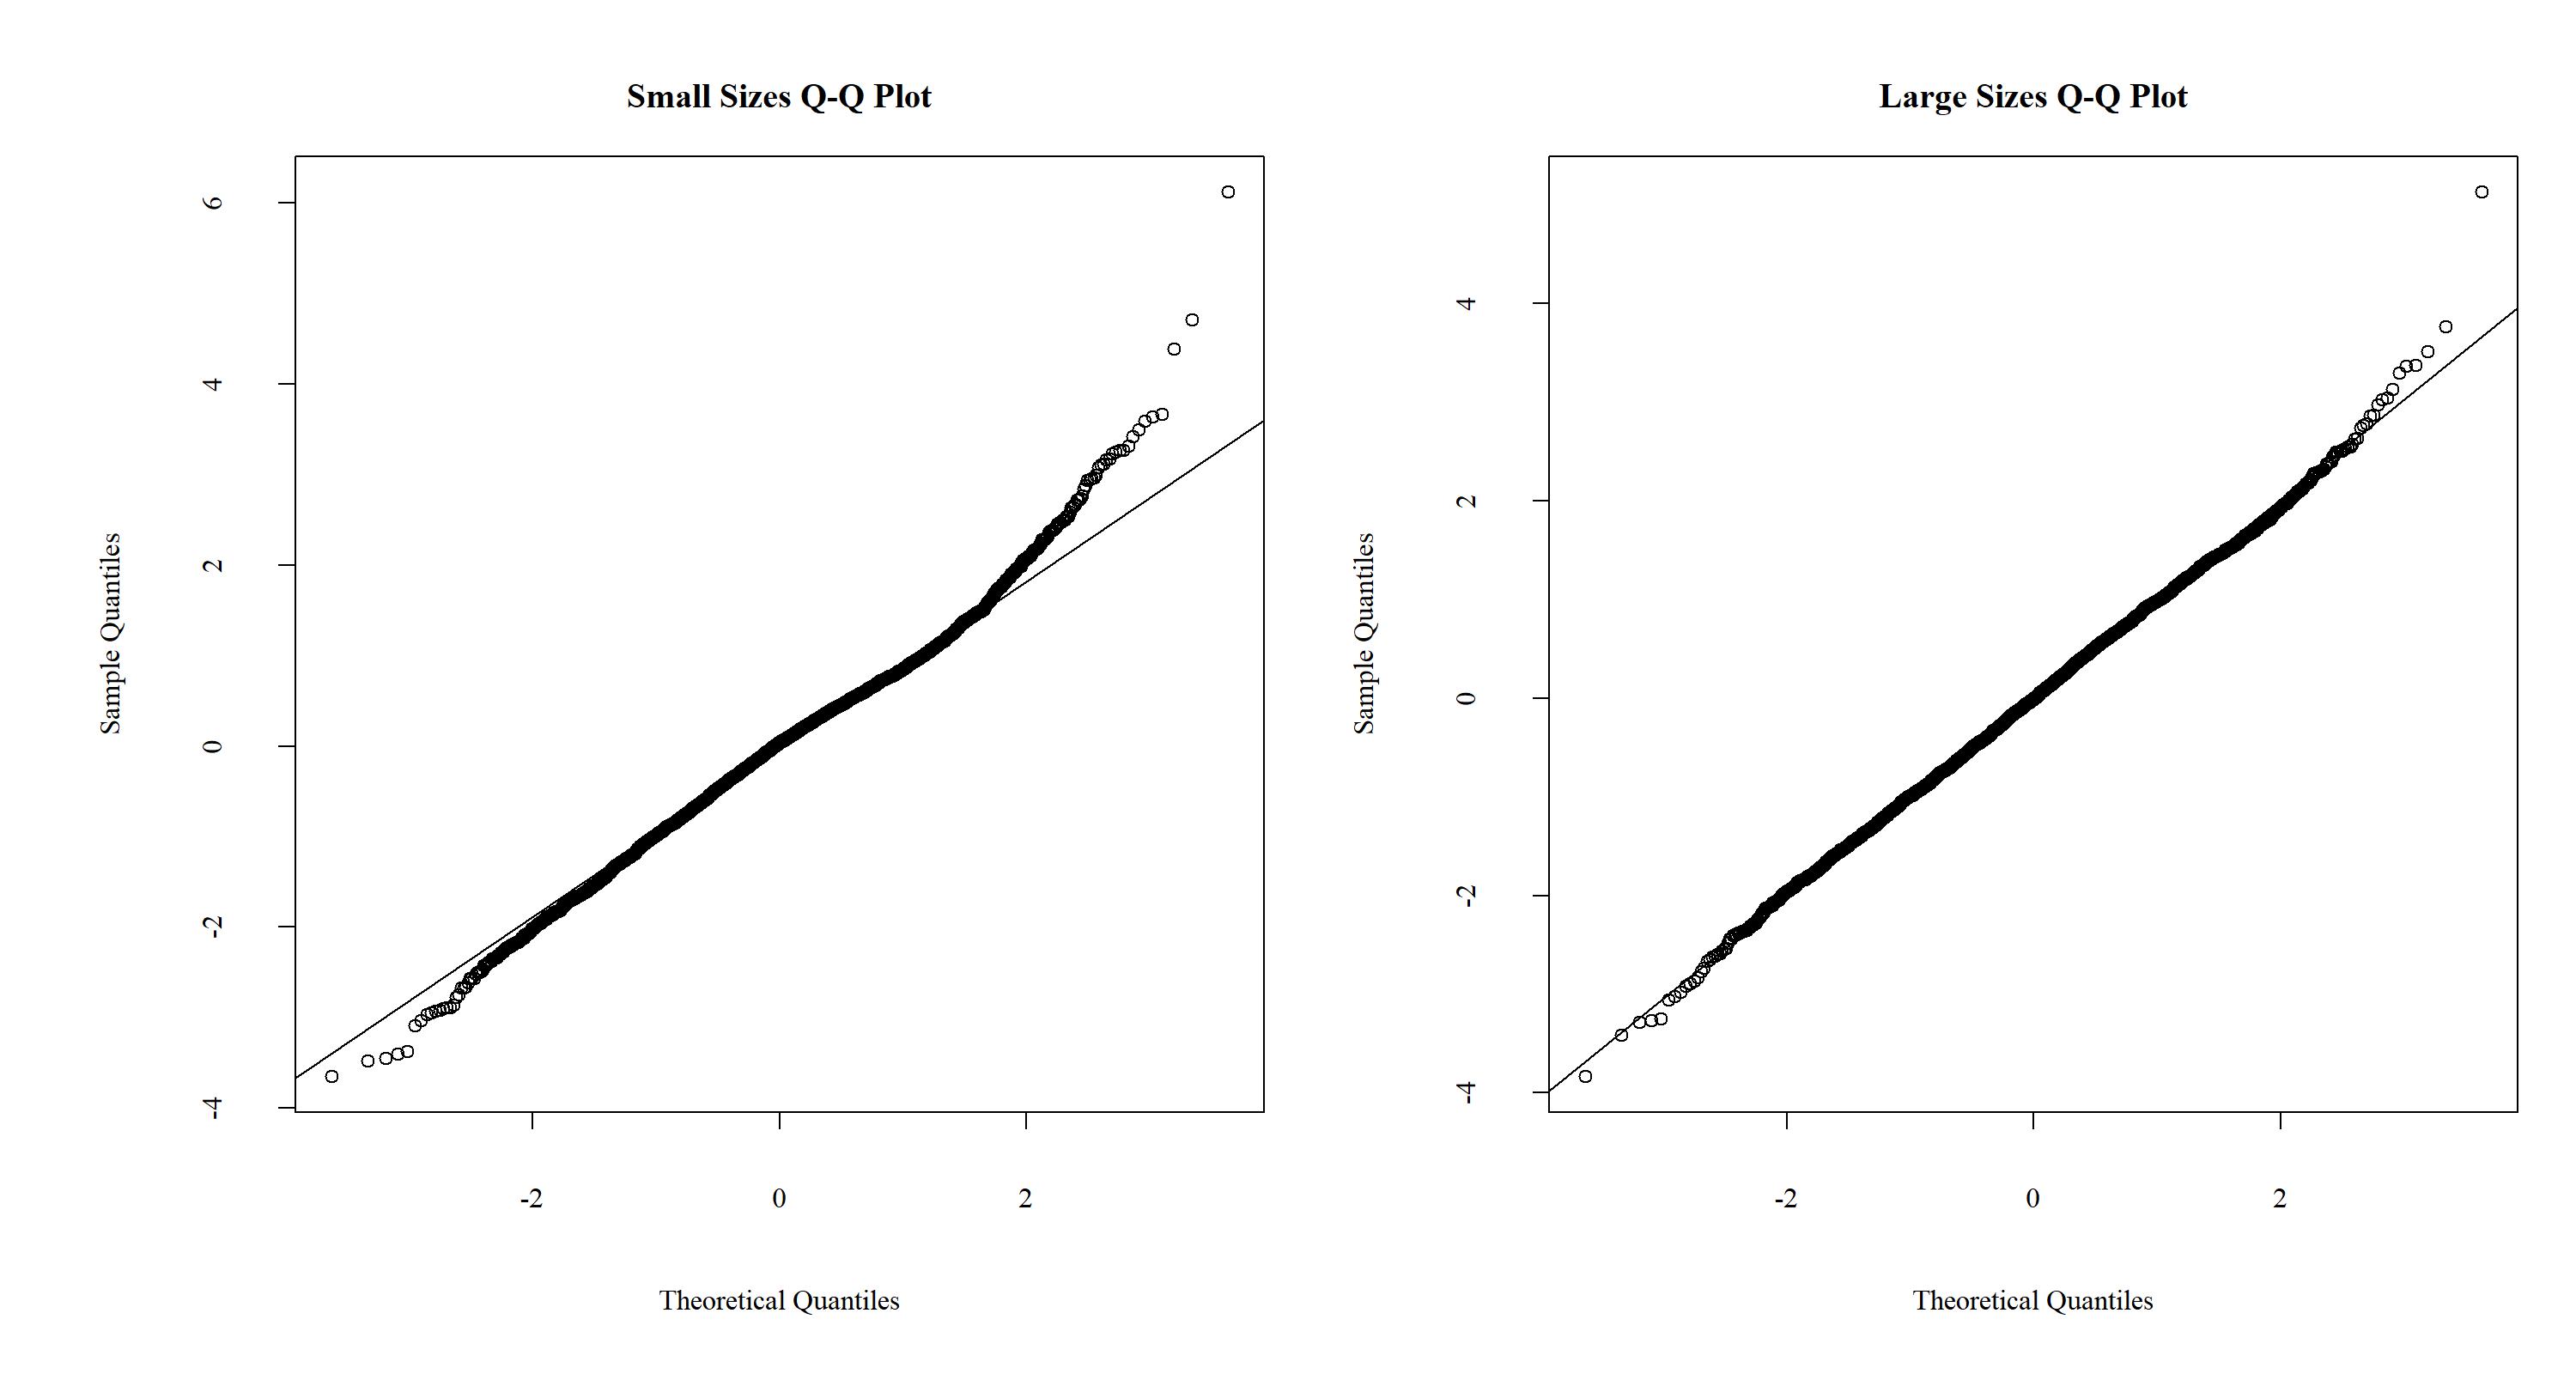 Small Sizes Q-Q Plot
6
4
2
0
-2
-4
Sample Quantiles
-2 0 2
Theoretical Quantiles
Large Sizes Q-Q Plot
4
2
0
-2
-4
Sample Quantiles
-2 0 2
Theoretical Quantiles